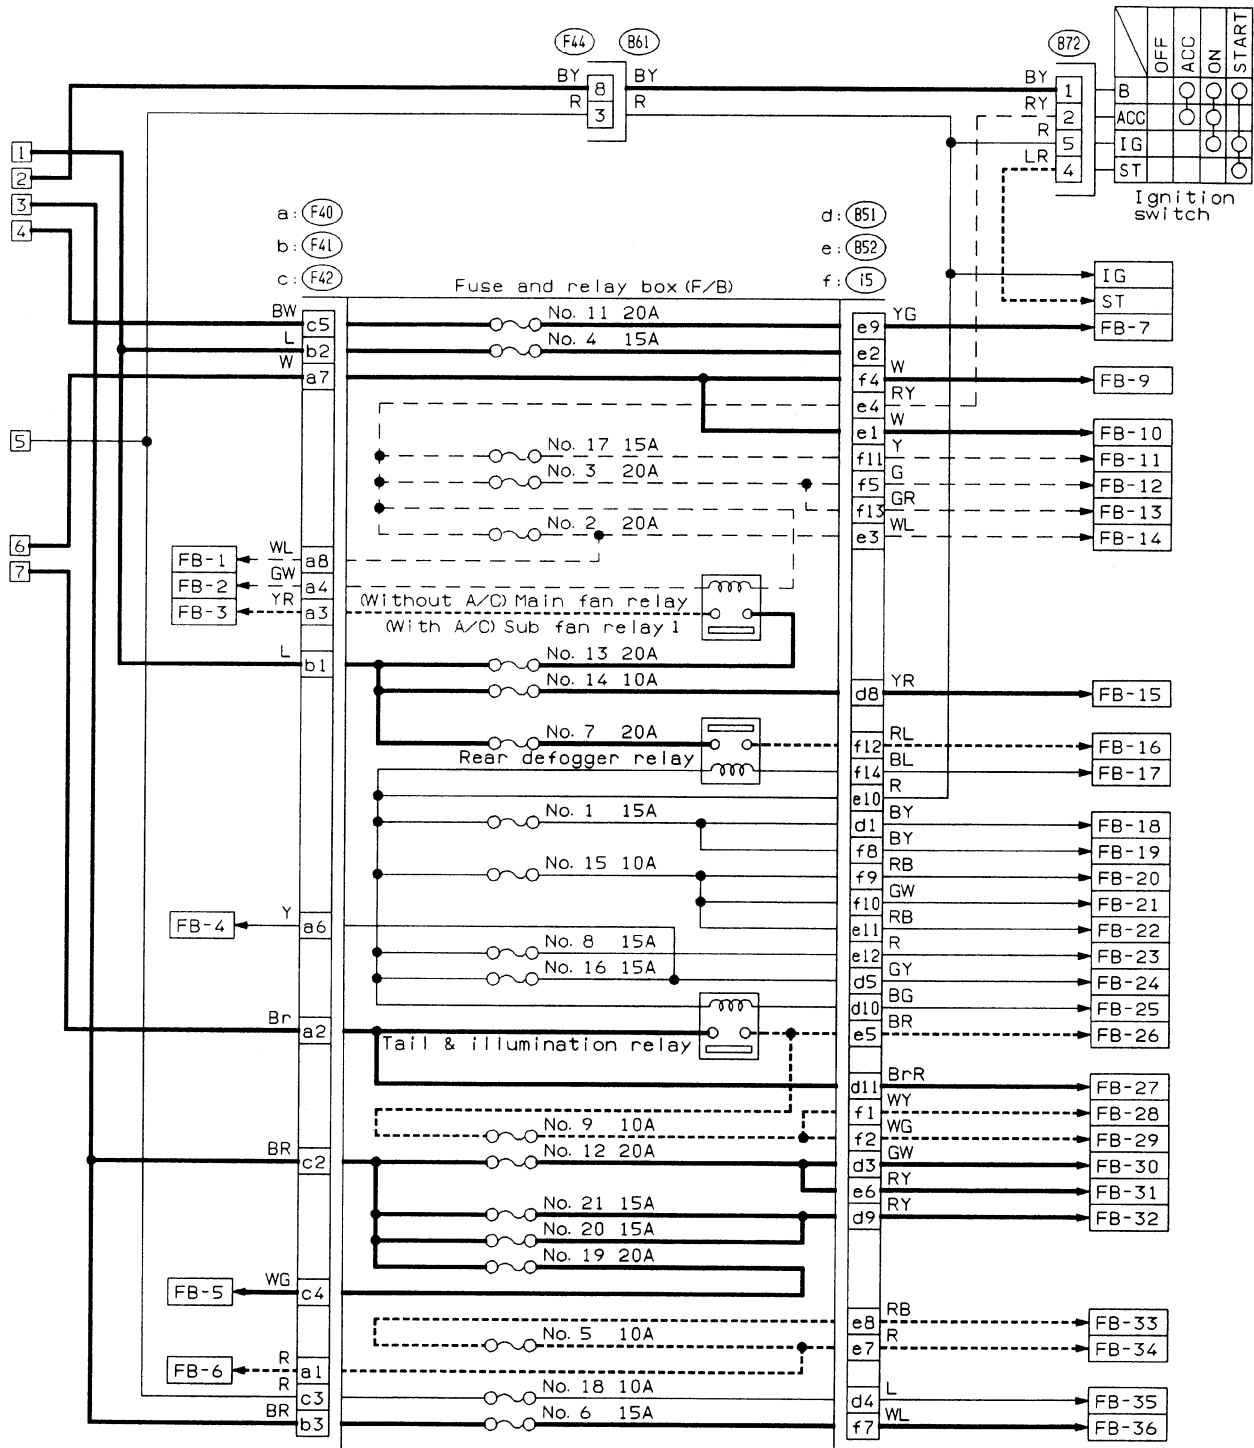 F44 B61 B72
OFF ACC ON START
BY 8 BY
R 3 R
BY 1 B
RY 2 ACC
R 5 IG
LR 4 ST
Ignition
switch
1
2
3
4
5
6
7
a: F40
b: F41
c: F42
d: B51
e: B52
f: i5
Fuse and relay box (F/B)
IG
ST
BW c5 No. 11 20A e9 YG FB-7
L b2 No. 4 15A e2
W a7 f4 W FB-9
e4 RY
e1 W FB-10
No. 17 15A f11 Y FB-11
No. 3 20A f5 G FB-12
f13 GR FB-13
No. 2 20A e3 WL FB-14
FB-1 WL a8
FB-2 GW a4
FB-3 YR a3 (Without A/C) Main fan relay
(With A/C) Sub fan relay 1
L b1 No. 13 20A
No. 14 10A d8 YR FB-15
No. 7 20A f12 RL FB-16
Rear defogger relay f14 BL FB-17
e10 R
No. 1 15A d1 BY FB-18
f8 BY FB-19
No. 15 10A f9 RB FB-20
f10 GW FB-21
e11 RB FB-22
FB-4 Y a6
No. 8 15A e12 R FB-23
No. 16 15A d5 GY FB-24
d10 BG FB-25
Br a2 e5 BR FB-26
Tail & illumination relay
d11 BrR FB-27
f1 WY FB-28
No. 9 10A f2 WG FB-29
BR c2 No. 12 20A d3 GW FB-30
e6 RY FB-31
No. 21 15A d9 RY FB-32
No. 20 15A
No. 19 20A
FB-5 WG c4
e8 RB FB-33
No. 5 10A e7 R FB-34
FB-6 R a1
R c3 No. 18 10A d4 L FB-35
BR b3 No. 6 15A f7 WL FB-36